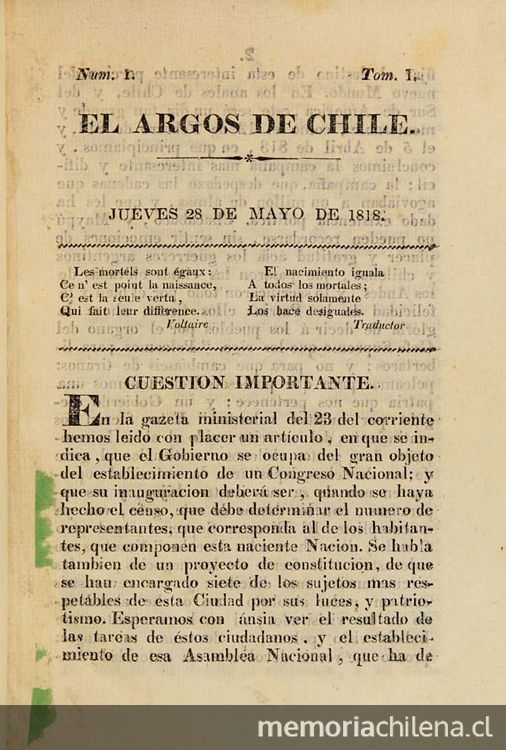 Num. 1. Tom. 1.
EL ARGOS DE CHILE.
JUEVES 28 DE MAYO DE 1818.
Les mortels sont égaux:
Ce n' est point la naissance,
C' est la seule vertu,
Qui fait leur difference.
Voltaire
El nacimiento iguala
A todos los mortales;
La virtud solamente
Los hace desiguales.
Traductor
CUESTION IMPORTANTE.
En la gazeta ministerial del 23 del corriente
hemos leido con placer un artículo, en que se in-
dica, que el Gobierno se ocupa del gran objeto
del establecimiento de un Congreso Nacional; y
que su inauguracion deberá ser, quando se haya
hecho el censo, que debe determinar el numero de
representantes, que corresponda al de los habitan-
tes, que componen esta naciente Nacion. Se habla
tambien de un proyecto de constitucion, de que
se han encargado siete de los sujetos mas res-
petables de esta Ciudad por sus luces, y patrio-
tismo. Esperamos con ánsia ver el resultado de
las tareas de éstos ciudadanos, y el estableci-
miento de esa Asambléa Nacional, que ha de
memoriachilena.cl